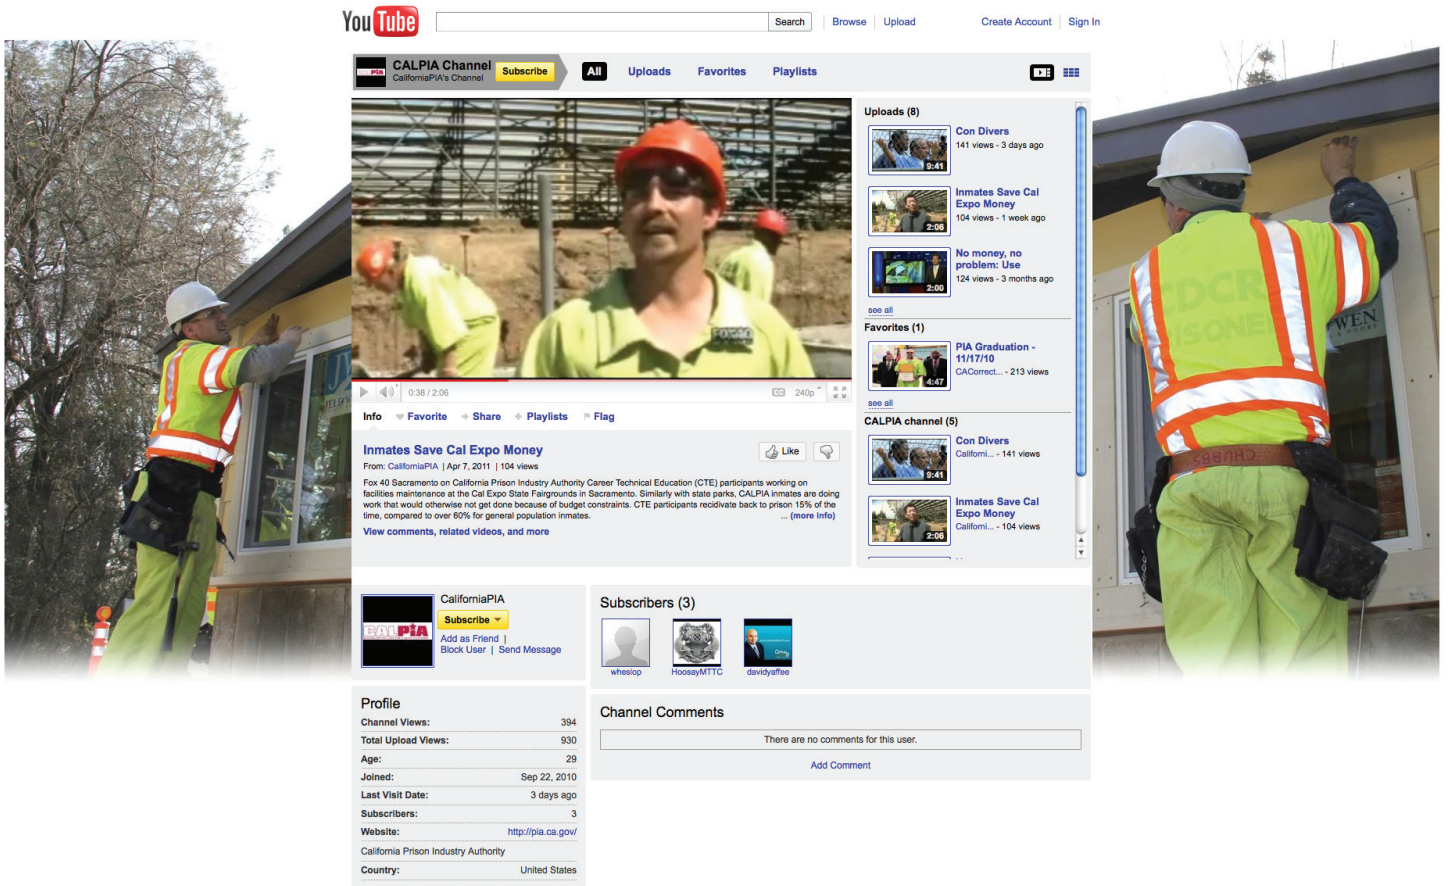 YouTube
Search
Browse
Upload
Create Account
Sign In
PIA
CALPIA Channel
CaliforniaPIA's Channel
Subscribe
All
Uploads
Favorites
Playlists
FOX40
0:38 / 2:06
CC
240p
Info
Favorite
Share
Playlists
Flag
Inmates Save Cal Expo Money
Like
From: CaliforniaPIA | Apr 7, 2011 | 104 views
Fox 40 Sacramento on California Prison Industry Authority Career Technical Education (CTE) participants working on
facilities maintenance at the Cal Expo State Fairgrounds in Sacramento. Similarly with state parks, CALPIA inmates are doing
work that would otherwise not get done because of budget constraints. CTE participants recidivate back to prison 15% of the
time, compared to over 60% for general population inmates.
... (more info)
View comments, related videos, and more
Uploads (8)
9:41
Con Divers
141 views - 3 days ago
2:06
Inmates Save Cal
Expo Money
104 views - 1 week ago
2:00
No money, no
problem: Use
124 views - 3 months ago
see all
Favorites (1)
4:47
PIA Graduation -
11/17/10
CACorrect... - 213 views
see all
CALPIA channel (5)
9:41
Con Divers
Californi... - 141 views
2:06
Inmates Save Cal
Expo Money
Californi... - 104 views
CDCR
PRISONER
CHUBBS
CALPIA
CaliforniaPIA
Subscribe
Add as Friend |
Block User | Send Message
Subscribers (3)
wheslop
HoosayMTTC
davidyaffee
Profile
Channel Views: 394
Total Upload Views: 930
Age: 29
Joined: Sep 22, 2010
Last Visit Date: 3 days ago
Subscribers: 3
Website: http://pia.ca.gov/
California Prison Industry Authority
Country: United States
Channel Comments
There are no comments for this user.
Add Comment